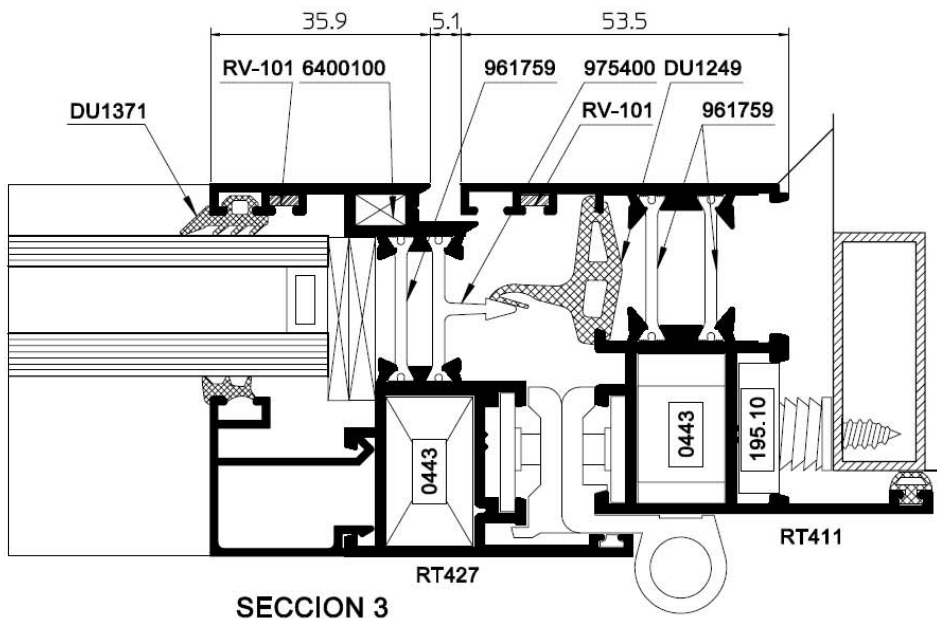 35.9 5.1 53.5
RV-101 6400100 961759 975400 DU1249
DU1371 RV-101 961759
0443 0443 195.10
RT427 RT411
SECCION 3